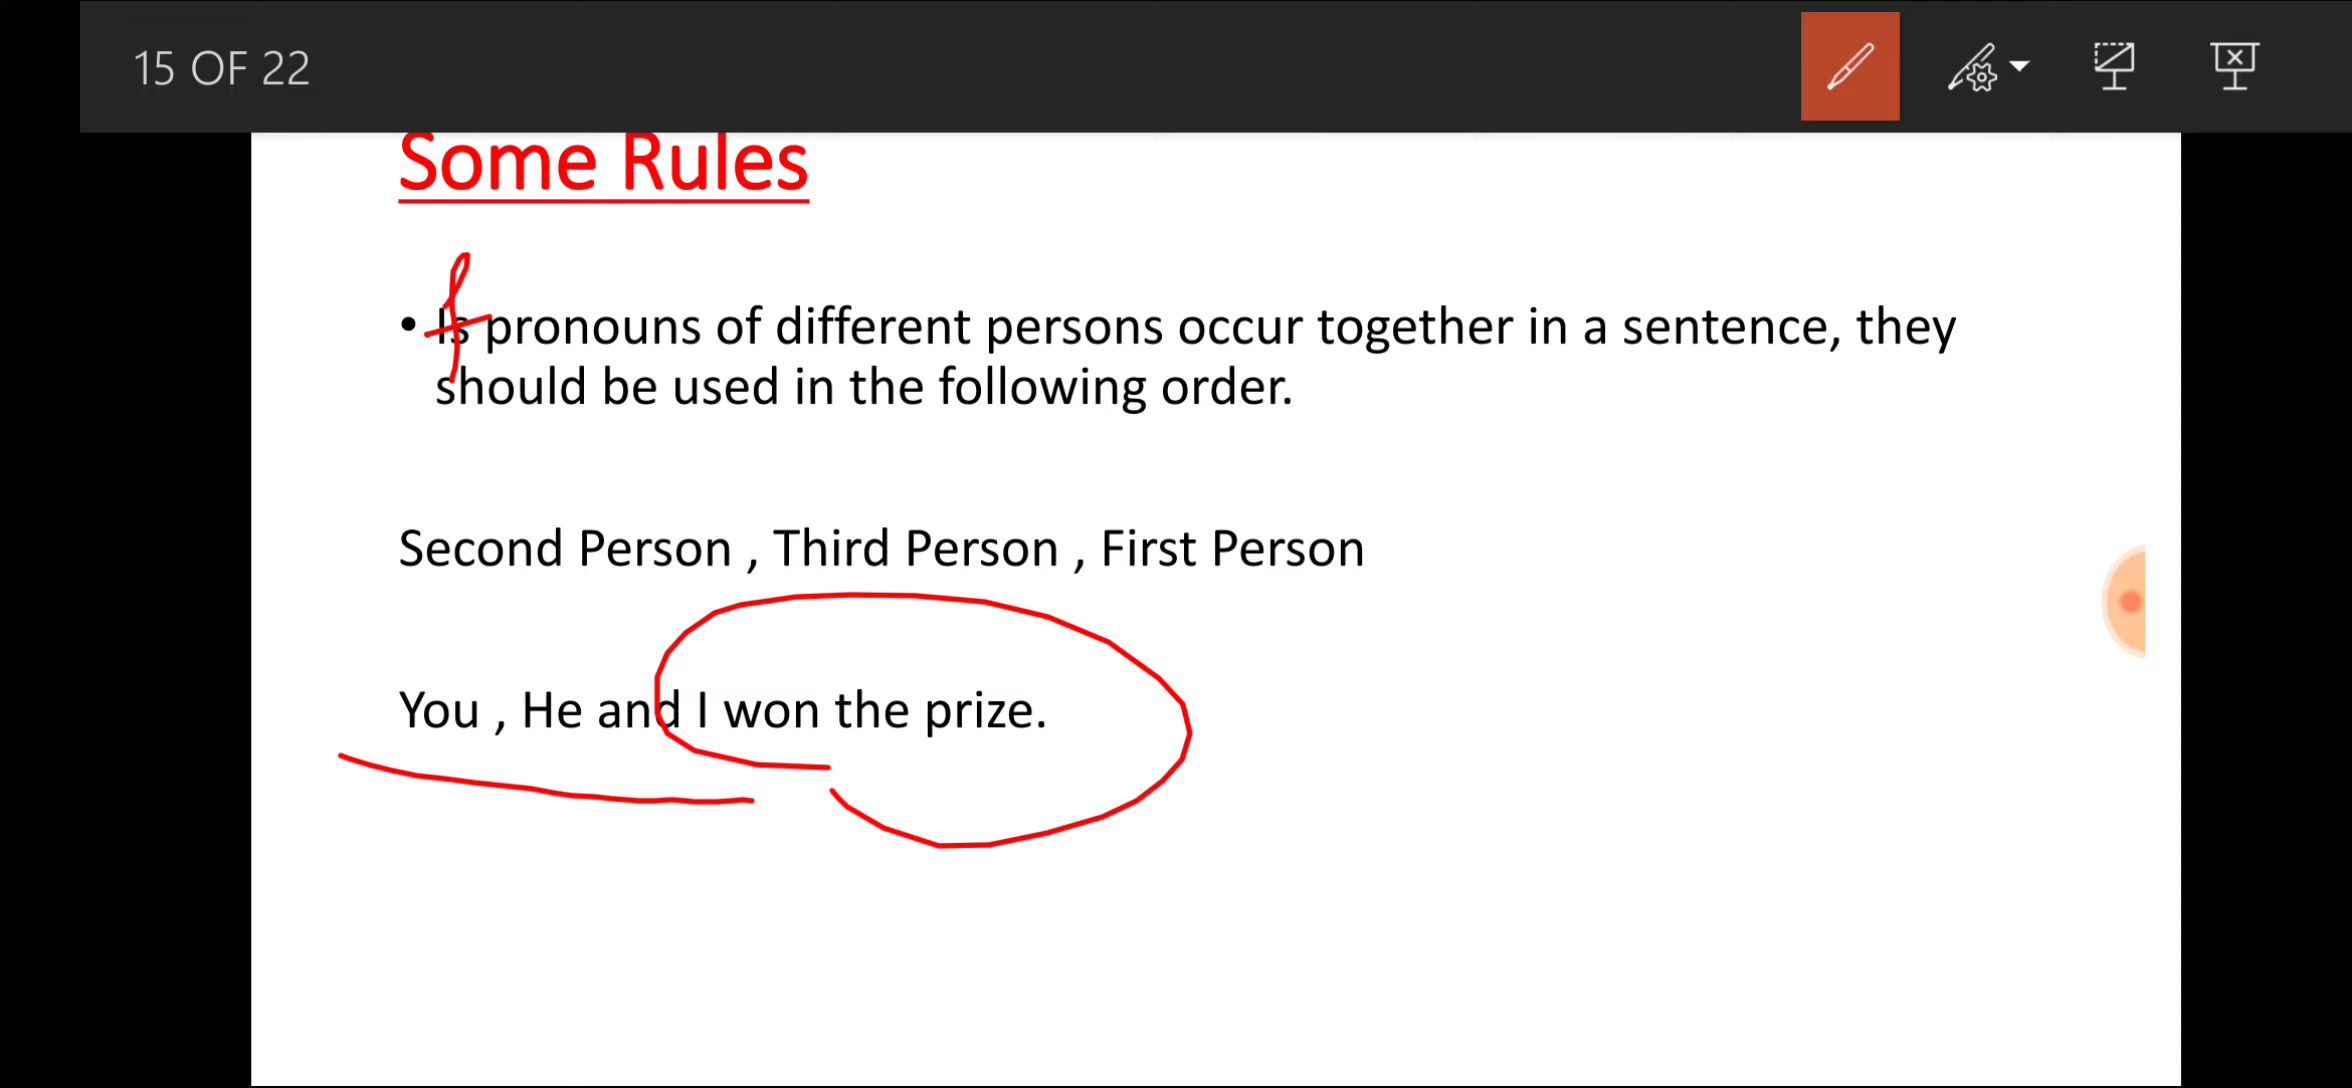 15 OF 22
Some Rules
• Is pronouns of different persons occur together in a sentence, they
should be used in the following order.
Second Person , Third Person , First Person
You , He and I won the prize.